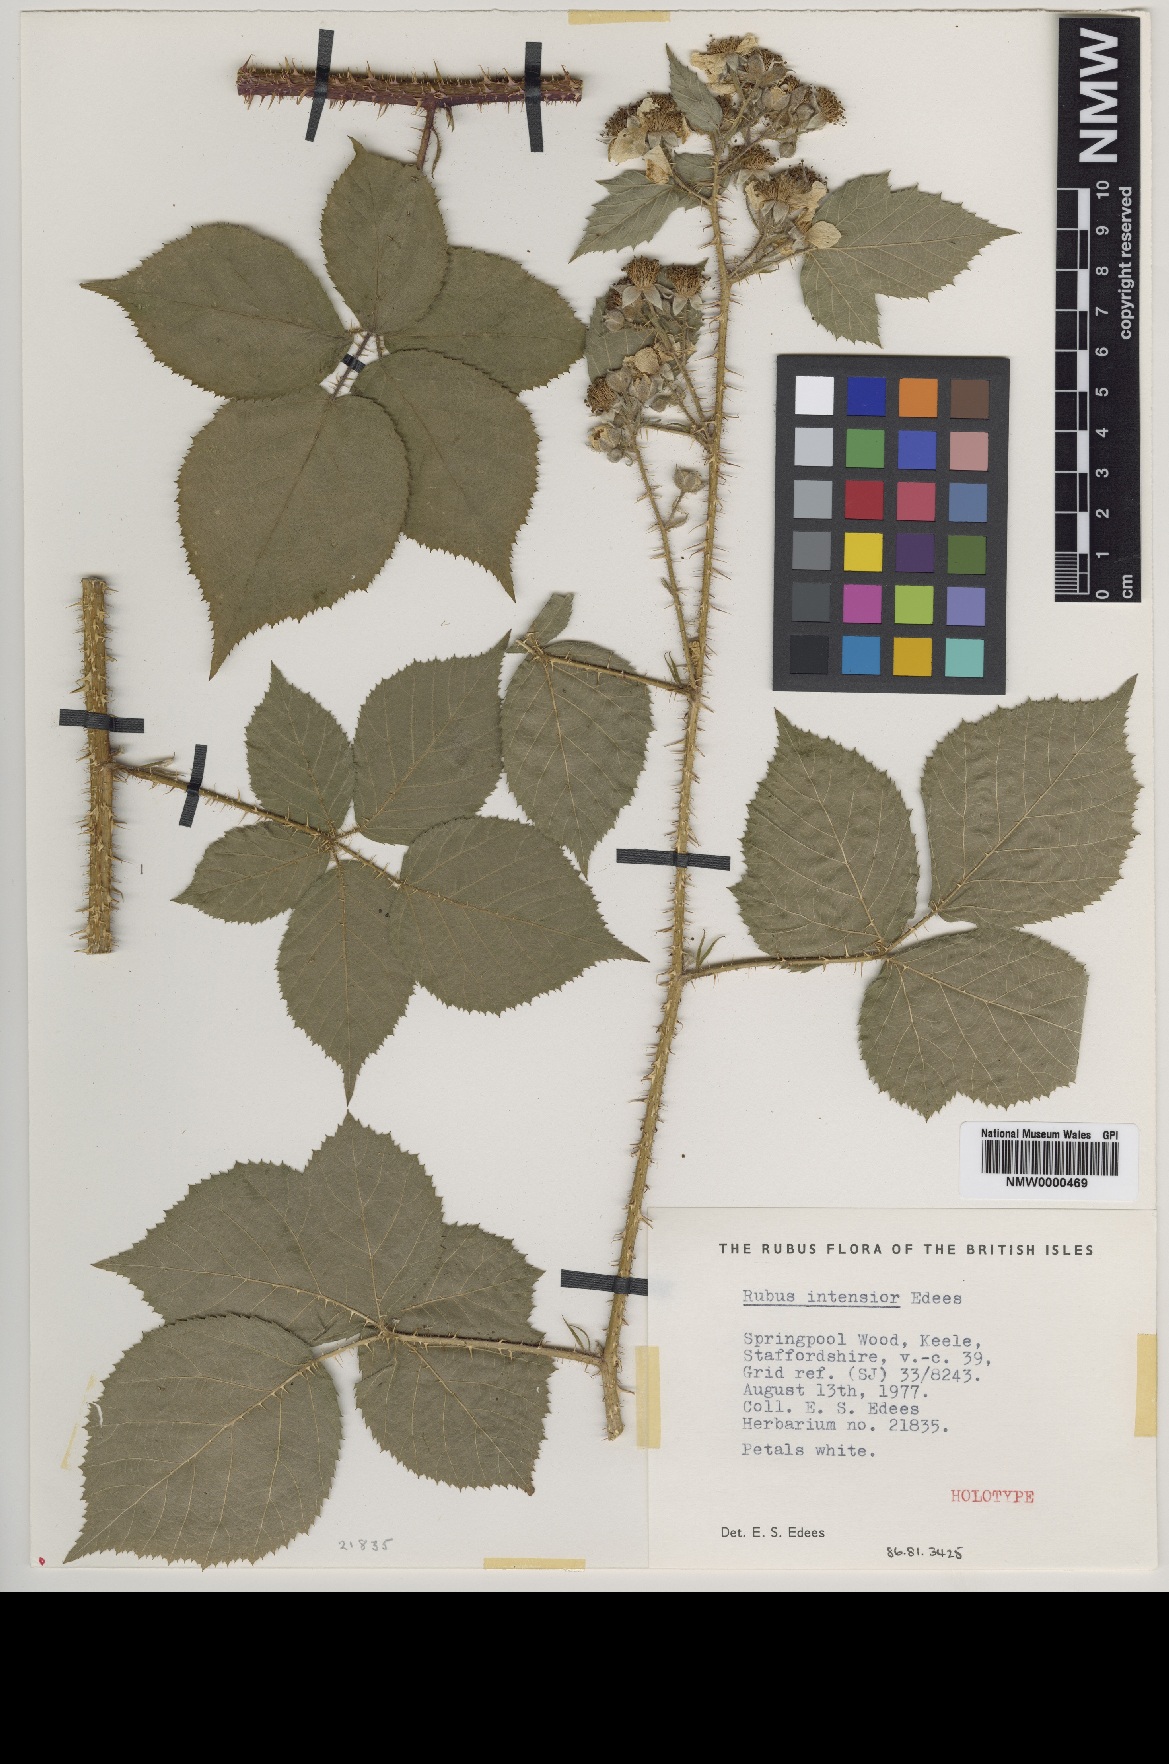 NMW
copyright reserved
10
9
8
7
6
5
4
3
2
1
0
cm
National Museum Wales GPI
NMW0000469
THE RUBUS FLORA OF THE BRITISH ISLES
Rubus intensior Edees
Springpool Wood, Keele,
Staffordshire, v.-c. 39,
Grid ref. (SJ) 33/8243.
August 13th, 1977.
Coll. E. S. Edees
Herbarium no. 21835.
Petals white.
HOLOTYPE
Det. E. S. Edees
86.81. 3425
21835